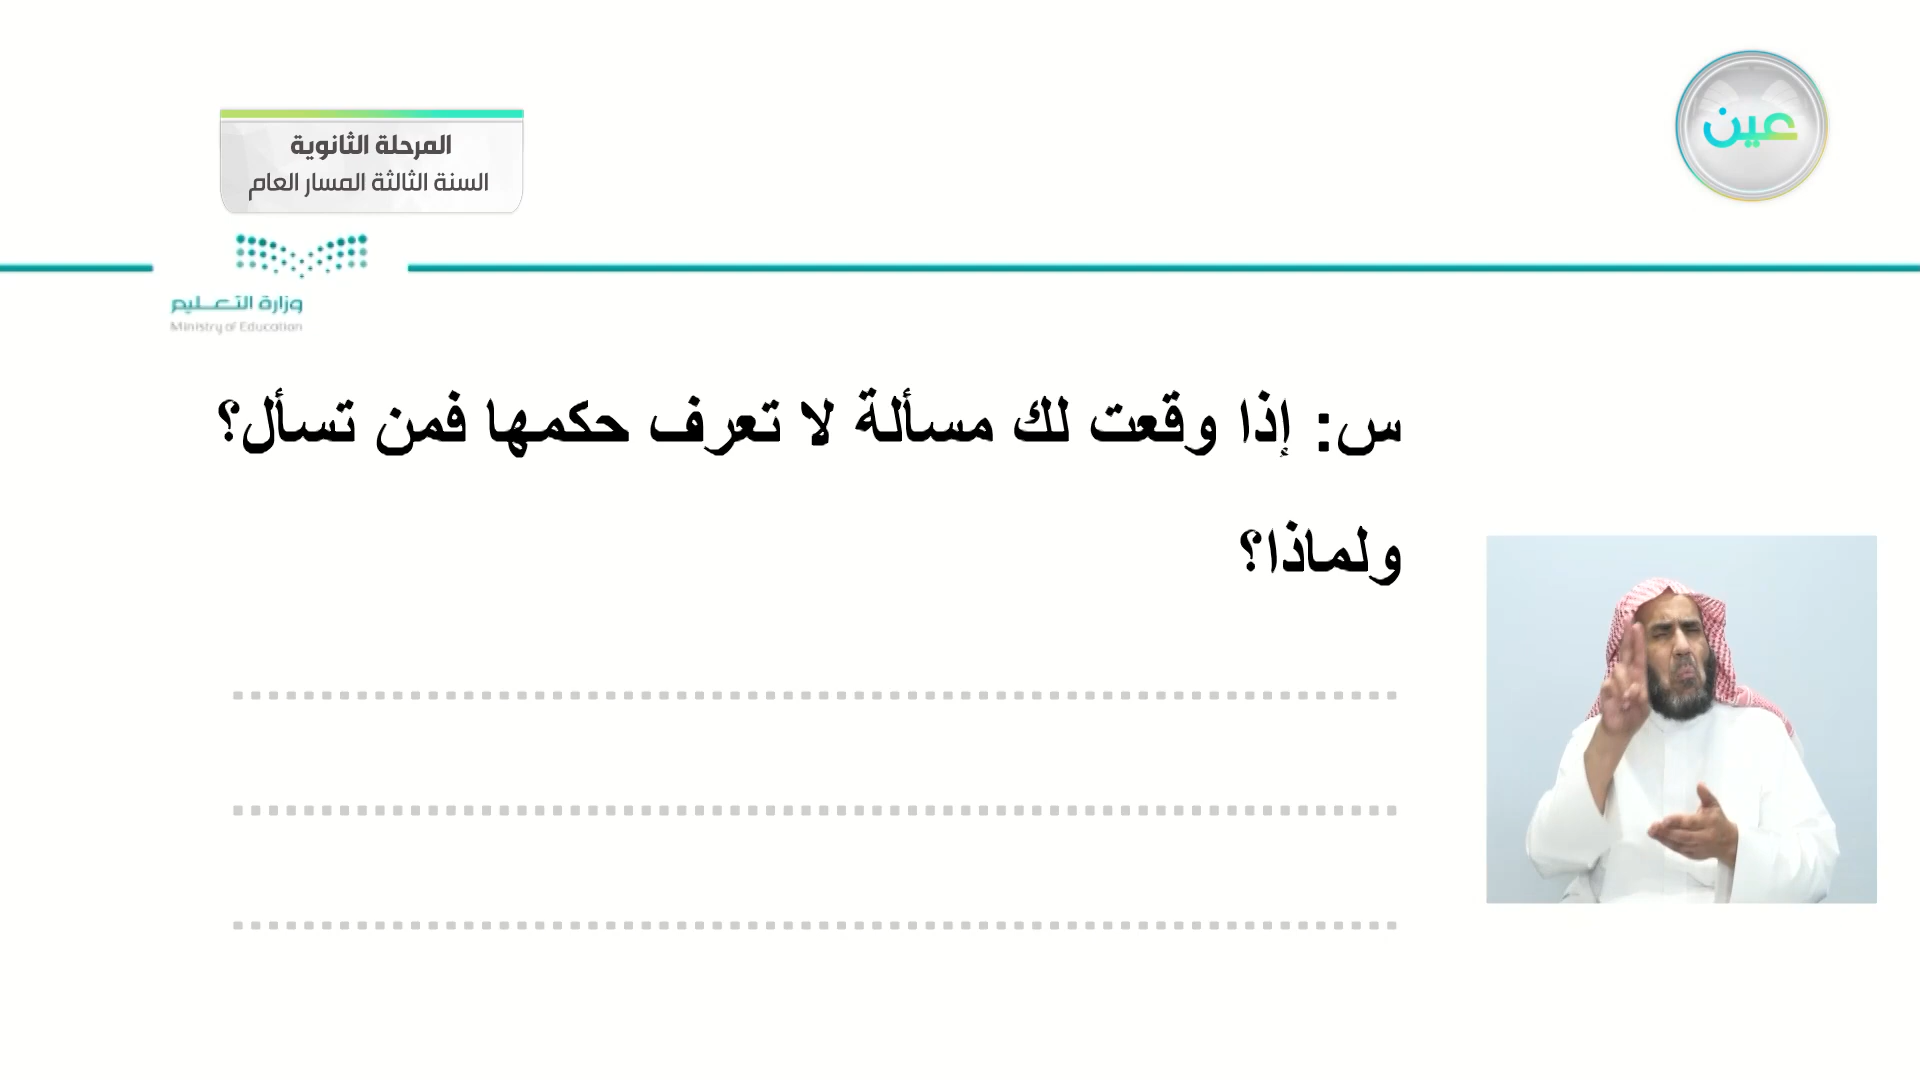 عين
المرحلة الثانوية
السنة الثالثة المسار العام
وزارة التعليم
Ministry of Education
س: إذا وقعت لك مسألة لا تعرف حكمها فمن تسأل؟
ولماذا؟